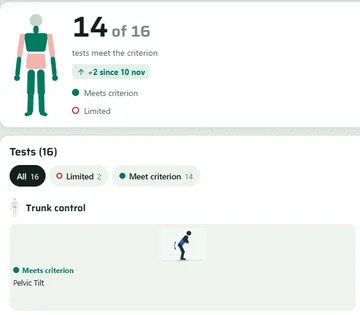 14 of 16
tests meet the criterion
↑ +2 since 10 nov
Meets criterion
Limited
Tests (16)
All 16 Limited 2 Meet criterion 14
Trunk control
Meets criterion
Pelvic Tilt